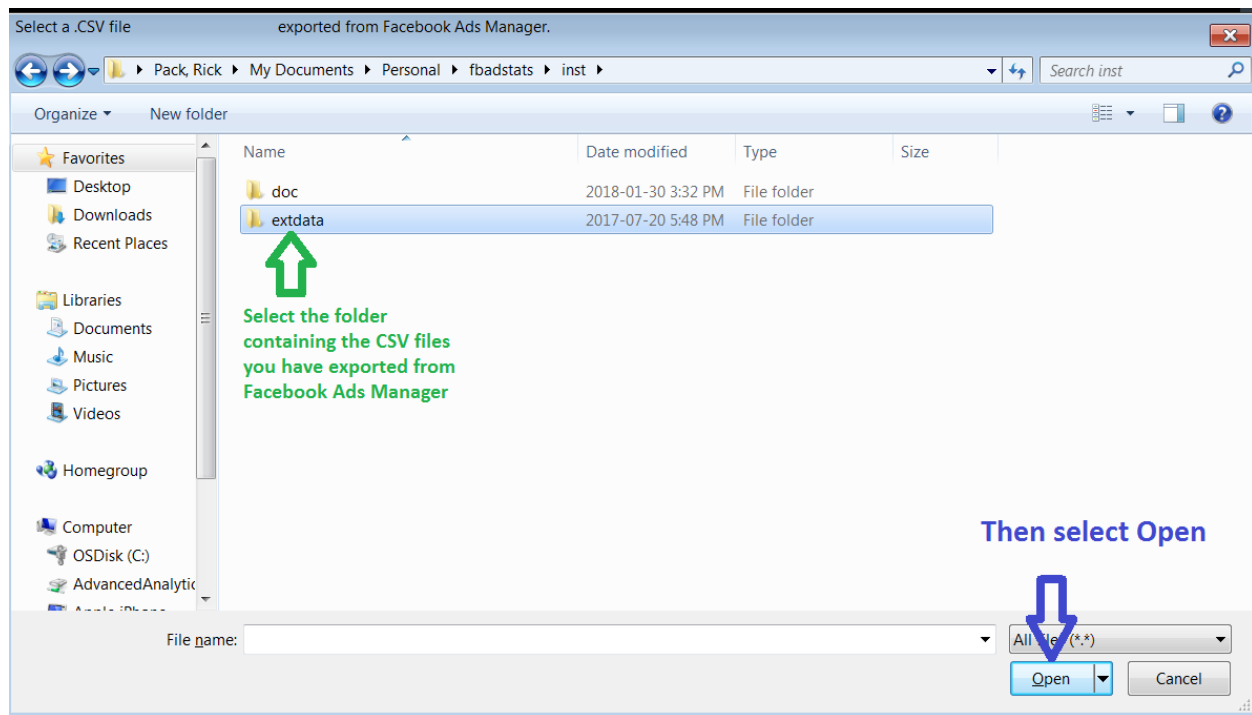 Select a .CSV file exported from Facebook Ads Manager.
Pack, Rick My Documents Personal fbadstats inst Search inst
Organize New folder
Name Date modified Type Size
Favorites
Desktop
Downloads
Recent Places
Libraries
Documents
Music
Pictures
Videos
Homegroup
Computer
OSDisk (C:)
AdvancedAnalytic
doc 2018-01-30 3:32 PM File folder
extdata 2017-07-20 5:48 PM File folder
Select the folder
containing the CSV files
you have exported from
Facebook Ads Manager
Then select Open
File name: All (*.*)
Open Cancel